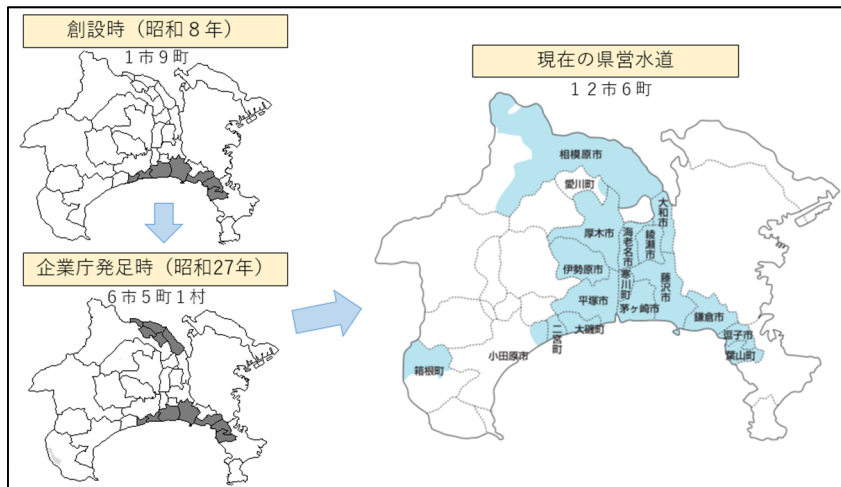 創設時（昭和８年）
１市９町
企業庁発足時（昭和27年）
６市５町１村
現在の県営水道
１２市６町
相模原市
愛川町
大和市
厚木市
海老名市
綾瀬市
伊勢原市
寒川町
藤沢市
平塚市
茅ヶ崎市
鎌倉市
逗子市
葉山町
二宮町
大磯町
小田原市
箱根町